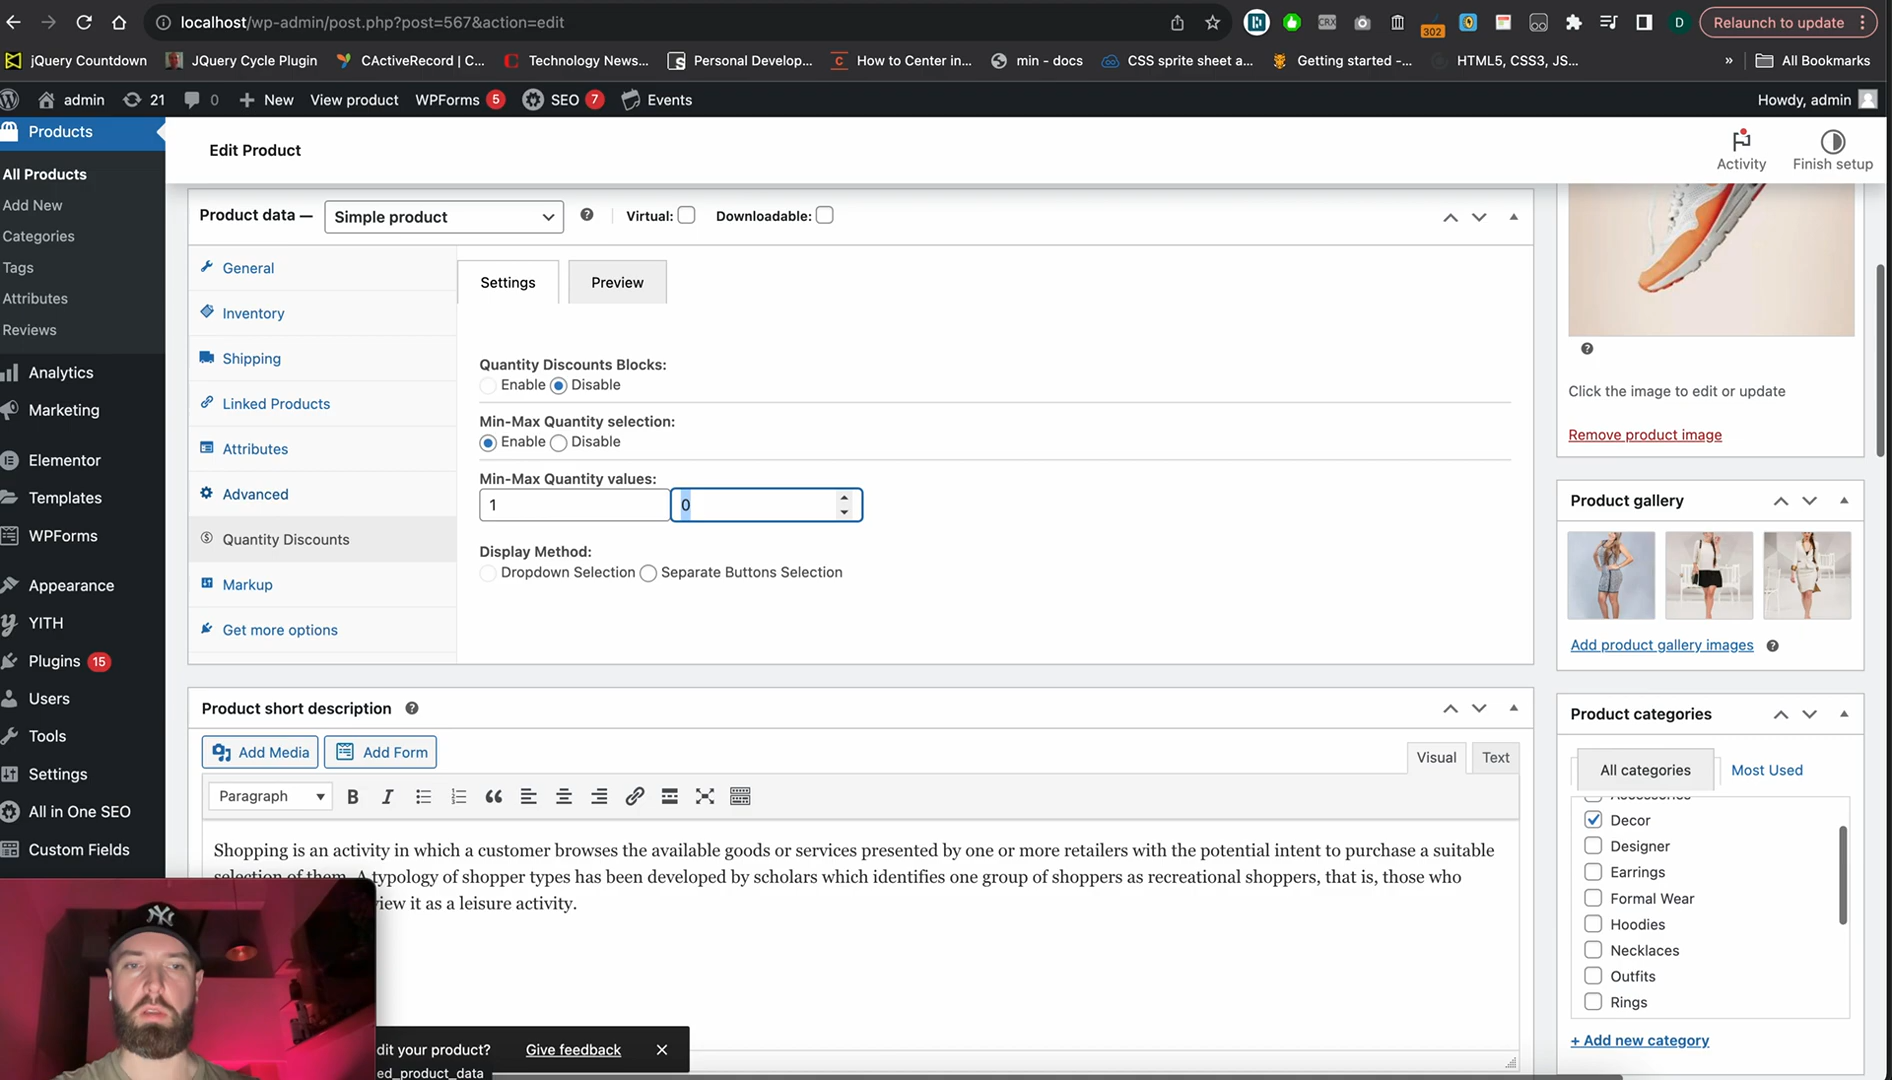 localhost/wp-admin/post.php?post=567&action=edit
CRX
302
D
Relaunch to update
jQuery Countdown
JQuery Cycle Plugin
CActiveRecord | C...
Technology News...
Personal Develop...
How to Center in...
min - docs
CSS sprite sheet a...
Getting started -...
HTML5, CSS3, JS...
»
All Bookmarks
admin
21
0
New
View product
WPForms 5
SEO 7
Events
Howdy, admin
Products
All Products
Add New
Categories
Tags
Attributes
Reviews
Analytics
Marketing
Elementor
Templates
WPForms
Appearance
YITH
Plugins 15
Users
Tools
Settings
All in One SEO
Custom Fields
Edit Product
Activity
Finish setup
Product data —
Simple product
Virtual:
Downloadable:
General
Inventory
Shipping
Linked Products
Attributes
Advanced
Quantity Discounts
Markup
Get more options
Settings
Preview
Quantity Discounts Blocks:
Enable Disable
Min-Max Quantity selection:
Enable Disable
Min-Max Quantity values:
1
0
Display Method:
Dropdown Selection Separate Buttons Selection
Product short description
Add Media
Add Form
Visual
Text
Paragraph
Shopping is an activity in which a customer browses the available goods or services presented by one or more retailers with the potential intent to purchase a suitable
selection of them. A typology of shopper types has been developed by scholars which identifies one group of shoppers as recreational shoppers, that is, those who
view it as a leisure activity.
dit your product?
Give feedback
ed_product_data
Click the image to edit or update
Remove product image
Product gallery
Add product gallery images
Product categories
All categories
Most Used
Accessories
Decor
Designer
Earrings
Formal Wear
Hoodies
Necklaces
Outfits
Rings
+ Add new category